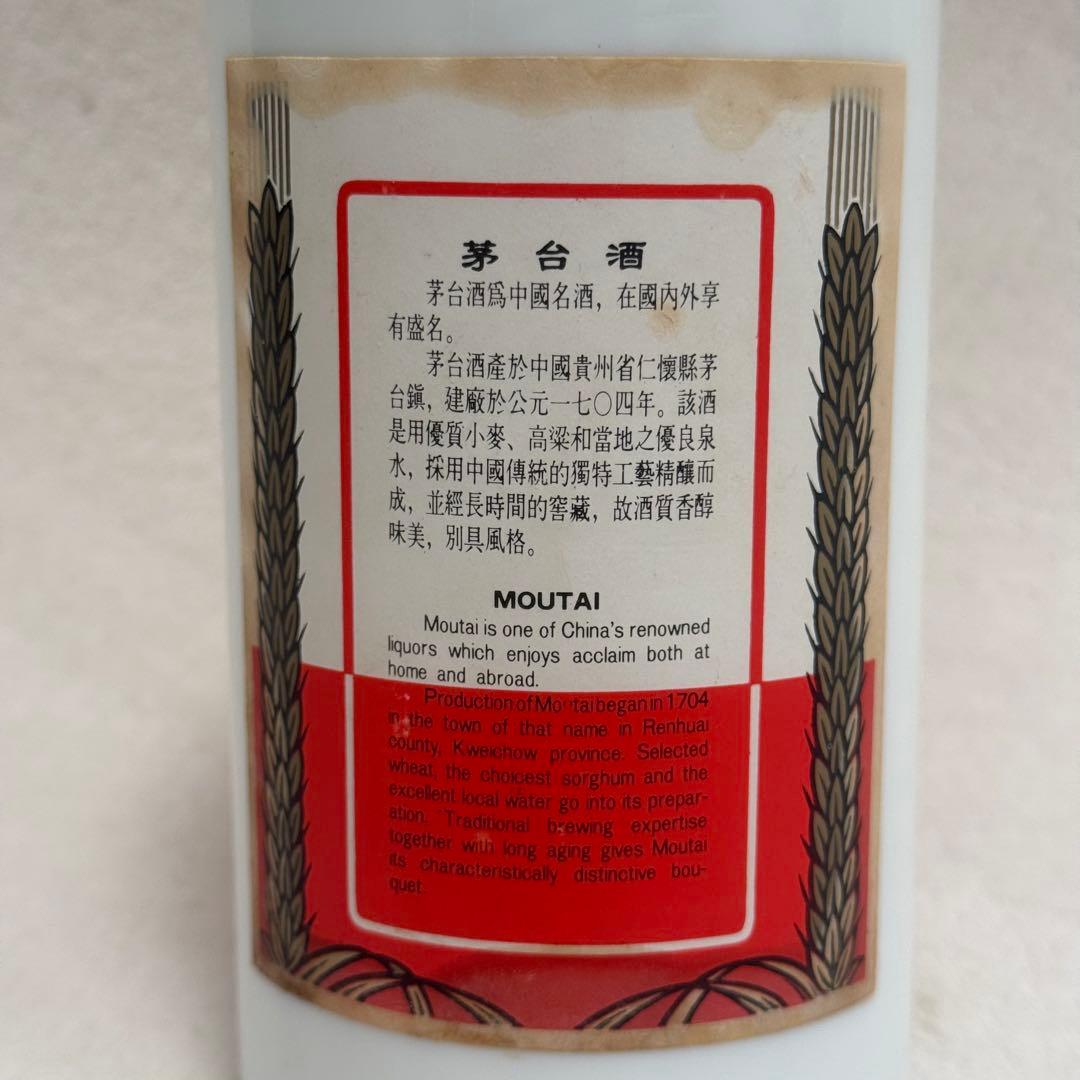 茅台酒
茅台酒爲中國名酒，在國內外享
有盛名。
茅台酒產於中國貴州省仁懷縣茅
台鎭，建廠於公元一七〇四年。該酒
是用優質小麥、高粱和當地之優良泉
水，採用中國傳統的獨特工藝精釀而
成，並經長時間的窖藏，故酒質香醇
味美，別具風格。
MOUTAI
Moutai is one of China's renowned
liquors which enjoys acclaim both at
home and abroad.
Production of Moutai began in 1704
in the town of that name in Renhuai
county, Kweichow province. Selected
wheat, the choicest sorghum and the
excellent local water go into its prepar-
ation. Traditional brewing expertise
together with long aging gives Moutai
its characteristically distinctive bou-
quet.